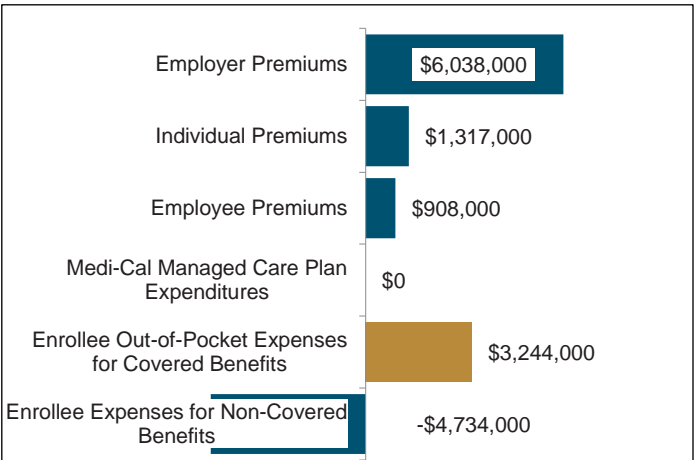 Employer Premiums
$6,038,000
Individual Premiums
$1,317,000
Employee Premiums
$908,000
Medi-Cal Managed Care Plan
Expenditures
$0
Enrollee Out-of-Pocket Expenses
for Covered Benefits
$3,244,000
Enrollee Expenses for Non-Covered
Benefits
-$4,734,000